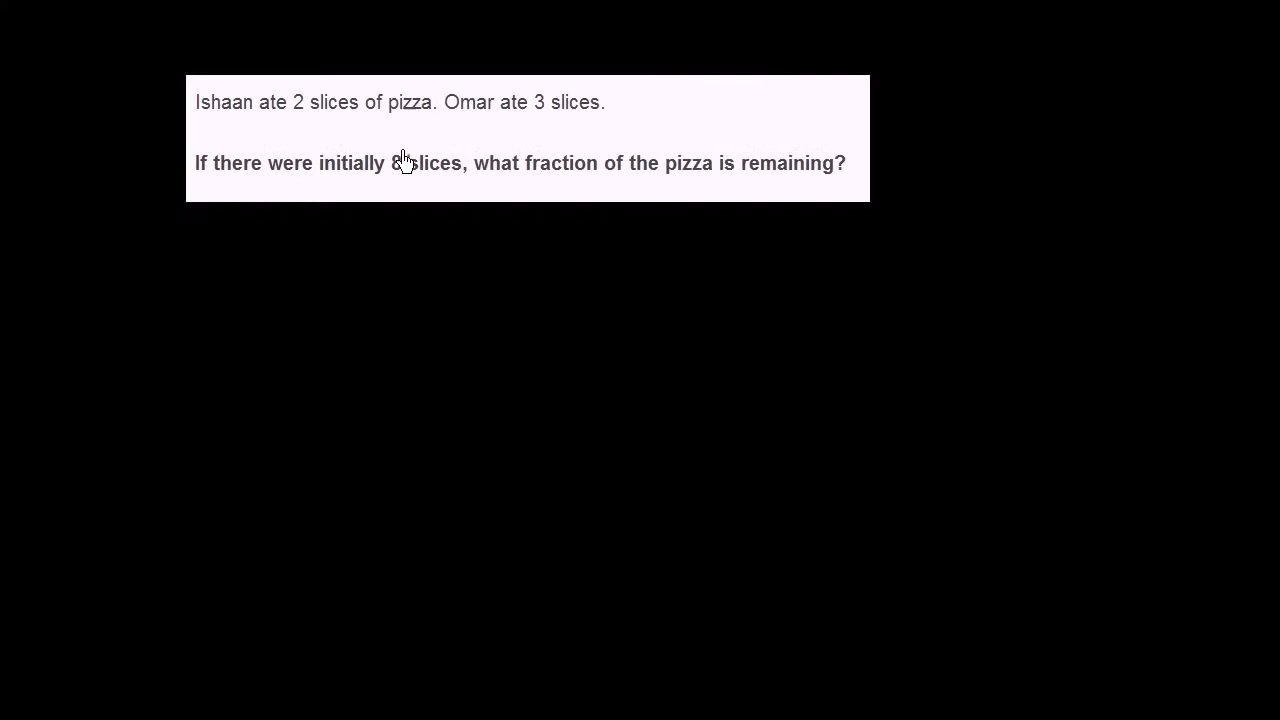 Ishaan ate 2 slices of pizza. Omar ate 3 slices.
If there were initially 8 slices, what fraction of the pizza is remaining?